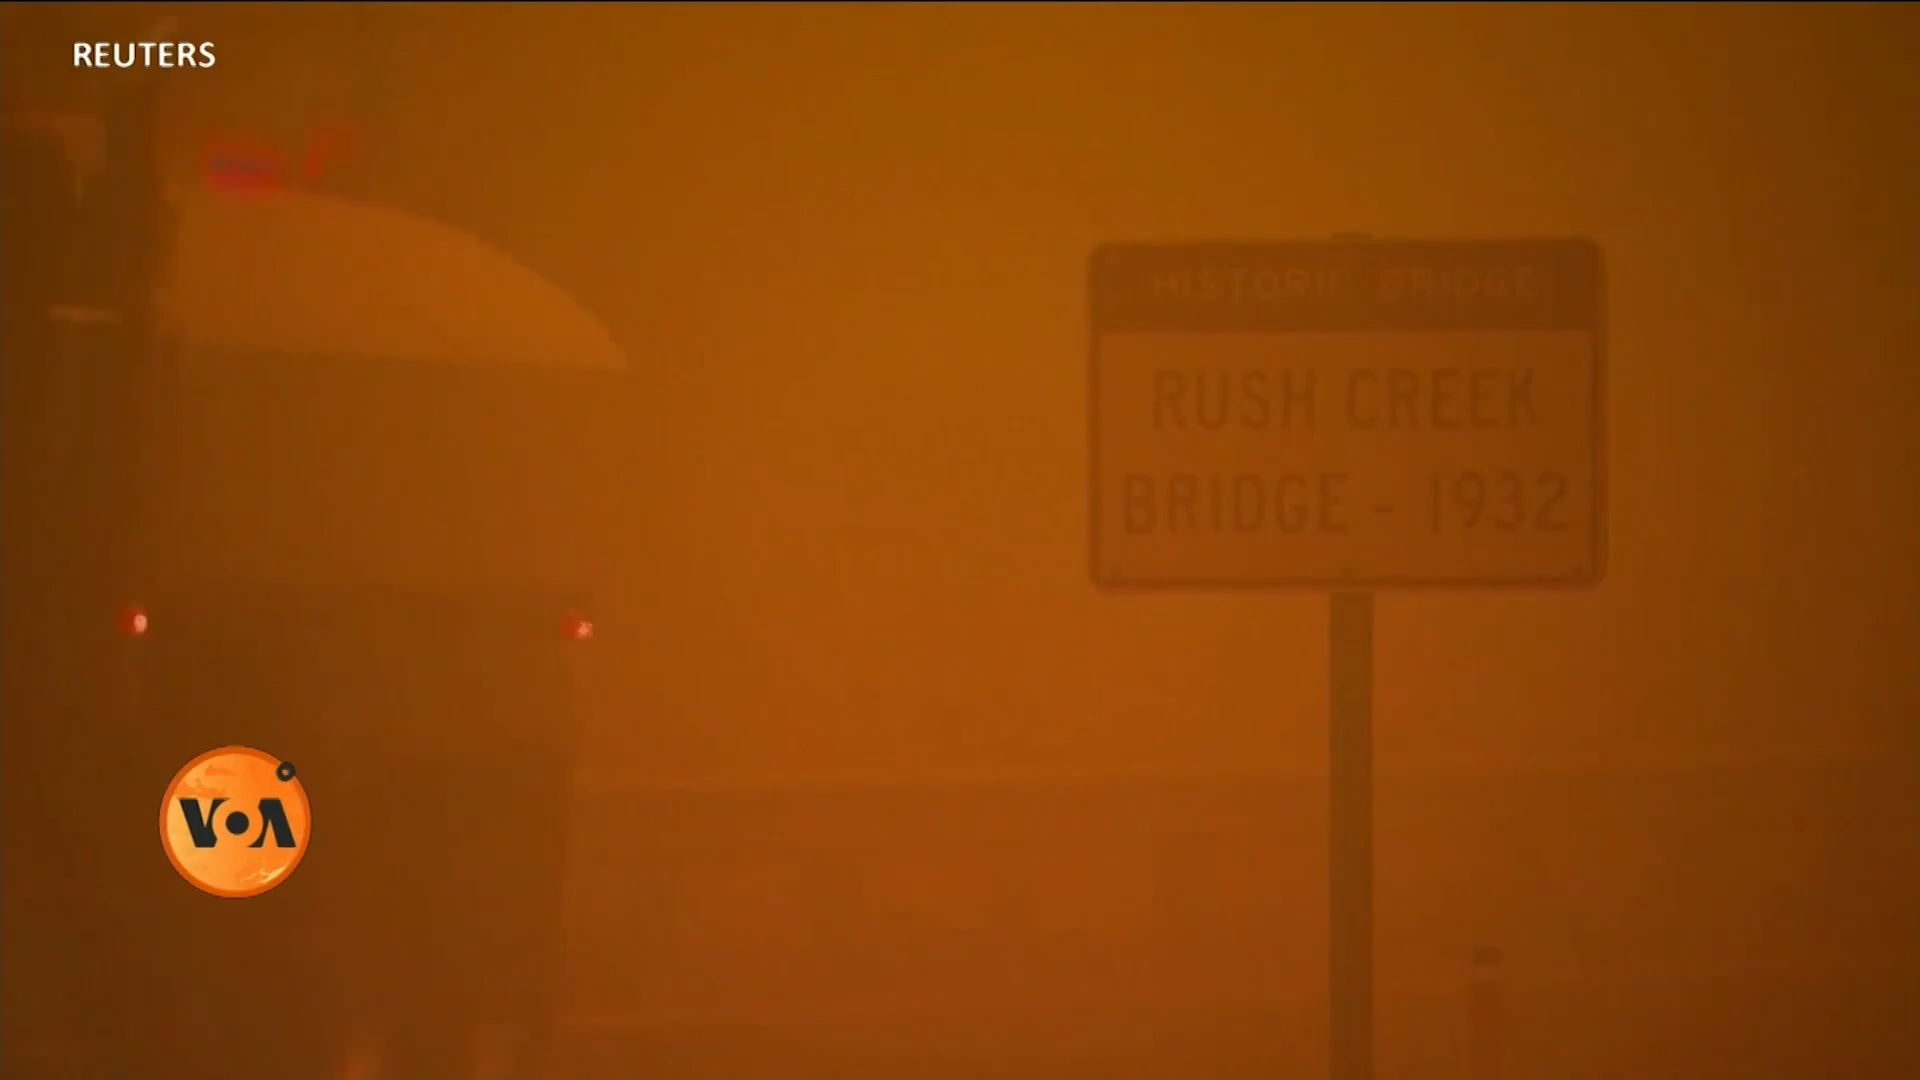 REUTERS
HISTORIC BRIDGE
RUSH CREEK
BRIDGE - 1932
VOA